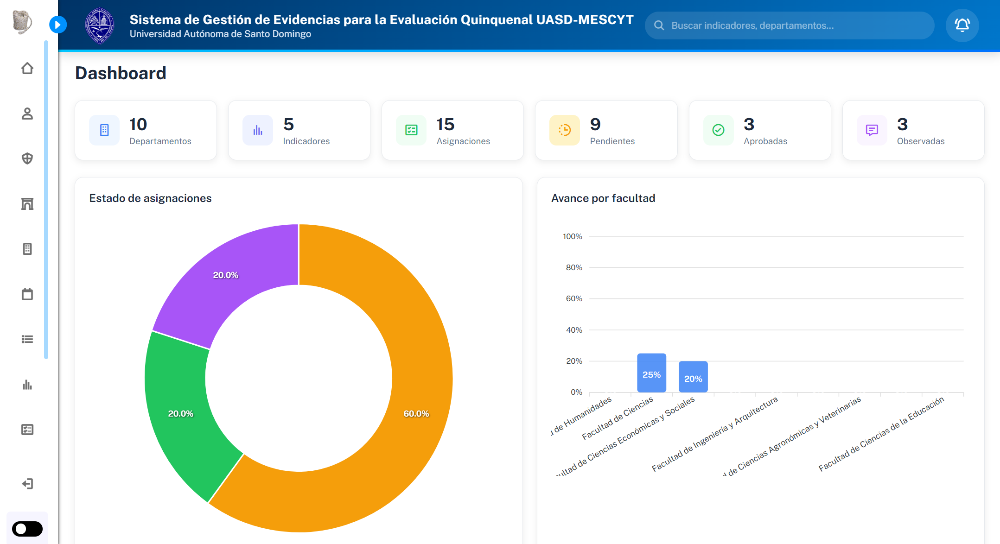 Sistema de Gestión de Evidencias para la Evaluación Quinquenal UASD-MESCYT
Universidad Autónoma de Santo Domingo
Buscar indicadores, departamentos...
Dashboard
10
Departamentos
5
Indicadores
15
Asignaciones
9
Pendientes
3
Aprobadas
3
Observadas
Estado de asignaciones
20.0%
20.0%
60.0%
Avance por facultad
100%
80%
60%
40%
20%
0%
25%
20%
de Humanidades
Facultad de Ciencias
de Ciencias Económicas y Sociales
Facultad de Ingeniería y Arquitectura
de Ciencias Agronómicas y Veterinarias
Facultad de Ciencias de la Educación